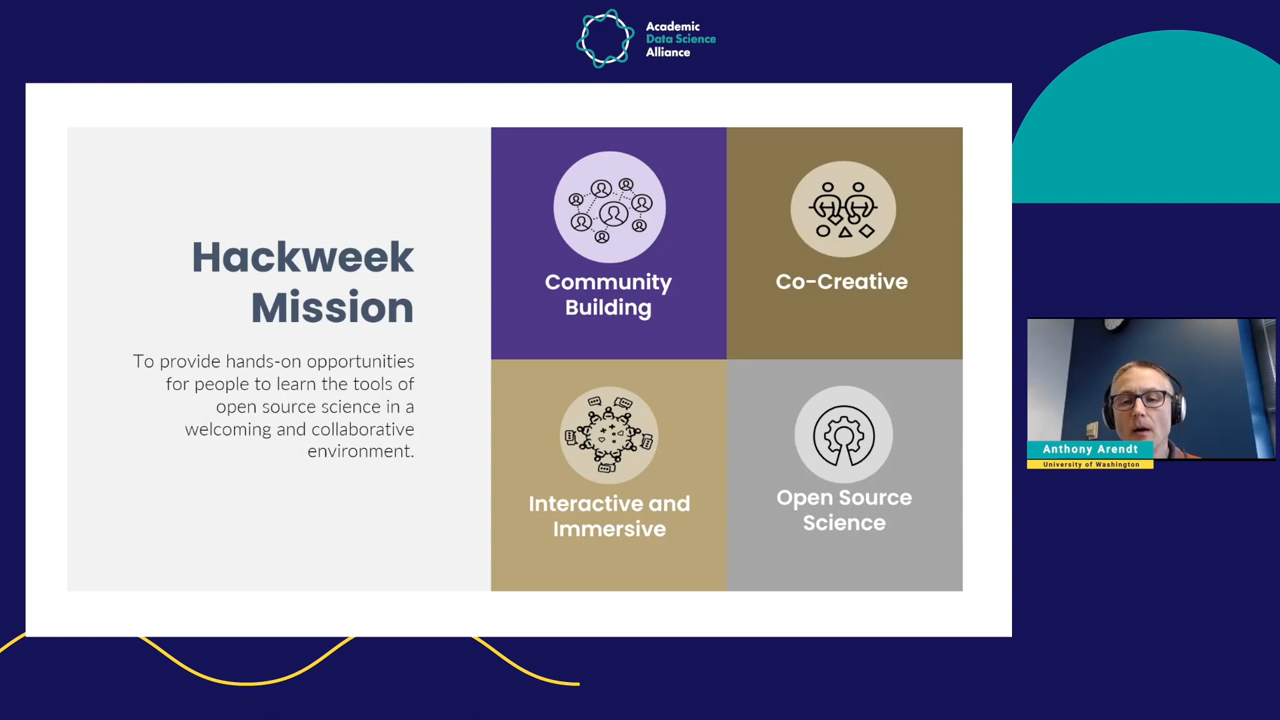 Academic
Data Science
Alliance
Hackweek
Mission
To provide hands-on opportunities
for people to learn the tools of
open source science in a
welcoming and collaborative
environment.
Community
Building
Co-Creative
Interactive and
Immersive
Open Source
Science
Anthony Arendt
University of Washington